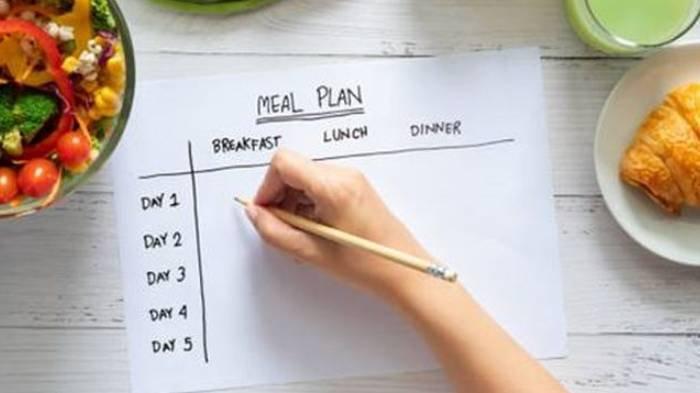 MEAL PLAN
BREAKFAST LUNCH DINNER
DAY 1
DAY 2
DAY 3
DAY 4
DAY 5